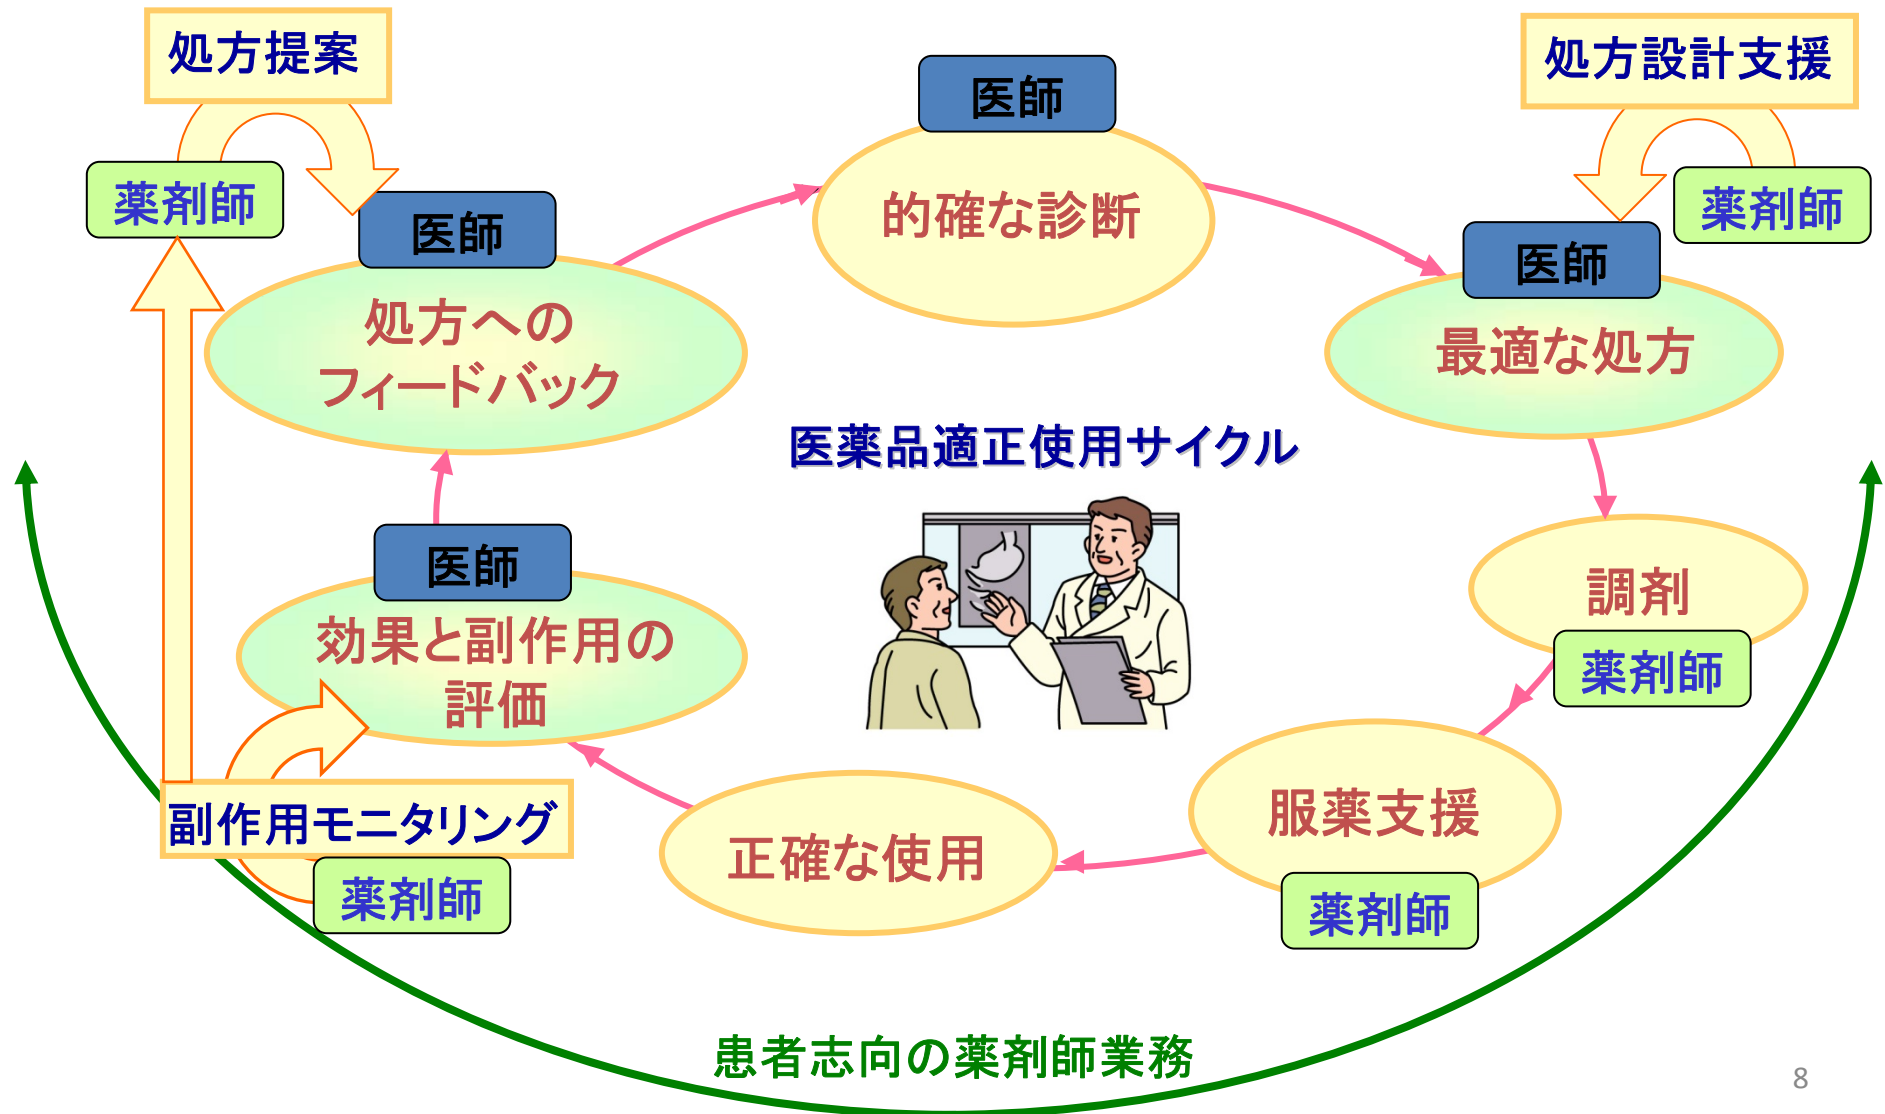 処方提案
処方設計支援
医師
薬剤師
薬剤師
医師
医師
的確な診断
処方への
フィードバック
最適な処方
医薬品適正使用サイクル
医師
効果と副作用の
評価
調剤
薬剤師
副作用モニタリング
薬剤師
正確な使用
服薬支援
薬剤師
患者志向の薬剤師業務
8